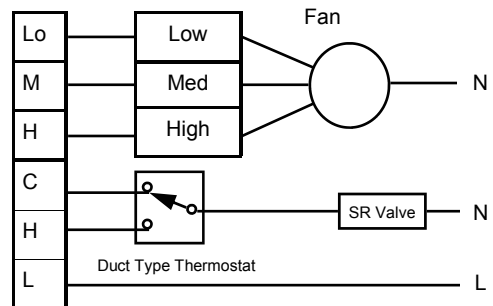 Fan
Lo Low
M Med N
H High
C
SR Valve N
H
Duct Type Thermostat
L L